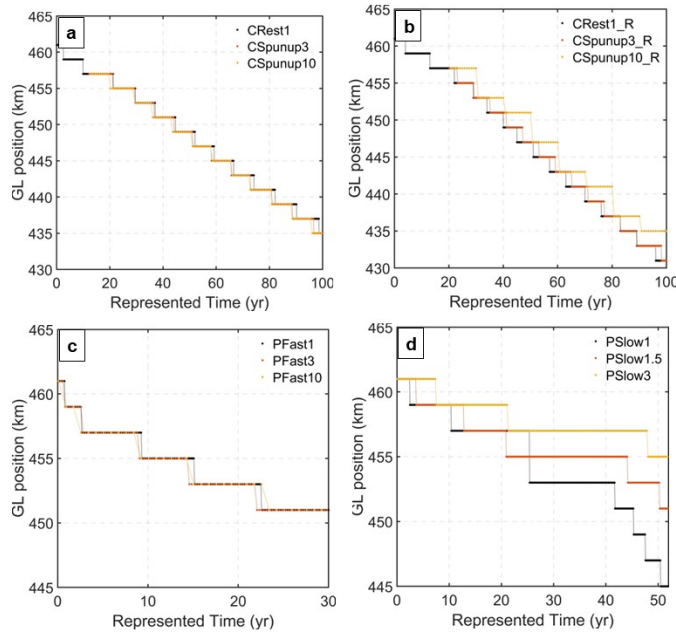 a
CRest1
CSpunup3
CSpunup10
465
460
455
450
445
440
435
430
GL position (km)
0 20 40 60 80 100
Represented Time (yr)
b
CRest1_R
CSpunup3_R
CSpunup10_R
465
460
455
450
445
440
435
430
GL position (km)
0 20 40 60 80 100
Represented Time (yr)
c
PFast1
PFast3
PFast10
465
460
455
450
445
GL position (km)
0 10 20 30
Represented Time (yr)
d
PSlow1
PSlow1.5
PSlow3
465
460
455
450
445
GL position (km)
0 10 20 30 40 50
Represented Time (yr)